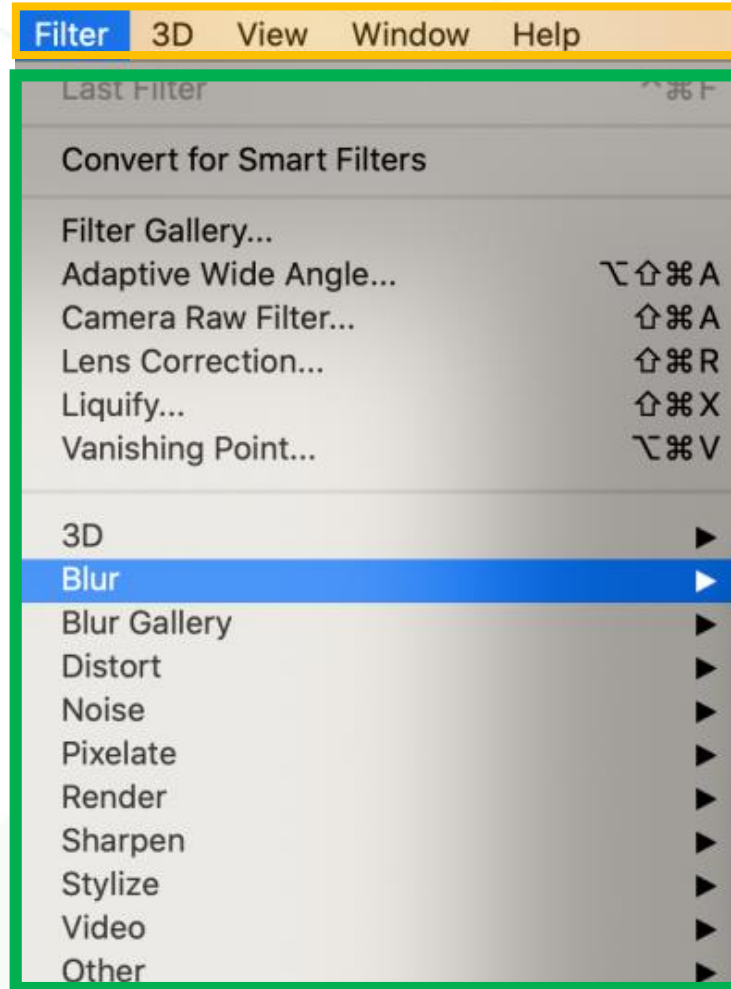 Filter 3D View Window Help
Last Filter ^⌘F
Convert for Smart Filters
Filter Gallery...
Adaptive Wide Angle... ⌥⇧⌘A
Camera Raw Filter... ⇧⌘A
Lens Correction... ⇧⌘R
Liquify... ⇧⌘X
Vanishing Point... ⌥⌘V
3D ▶
Blur ▶
Blur Gallery ▶
Distort ▶
Noise ▶
Pixelate ▶
Render ▶
Sharpen ▶
Stylize ▶
Video ▶
Other ▶